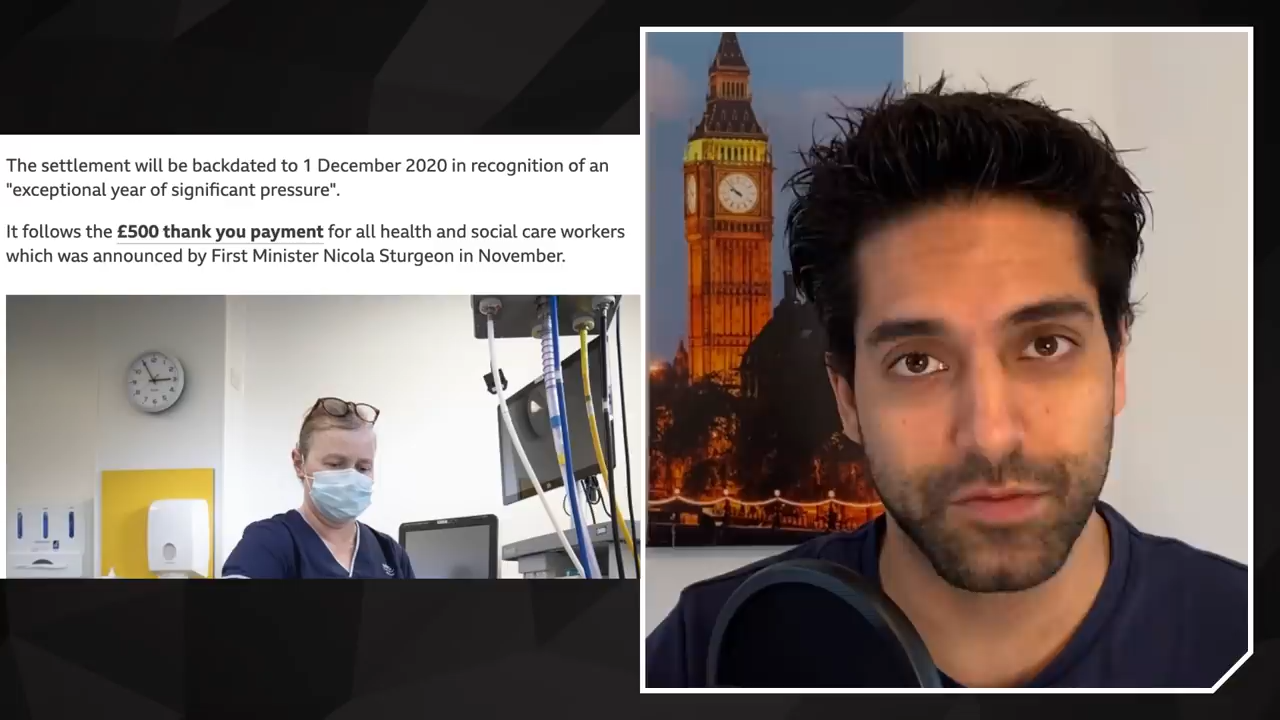 The settlement will be backdated to 1 December 2020 in recognition of an
"exceptional year of significant pressure".
It follows the £500 thank you payment for all health and social care workers
which was announced by First Minister Nicola Sturgeon in November.